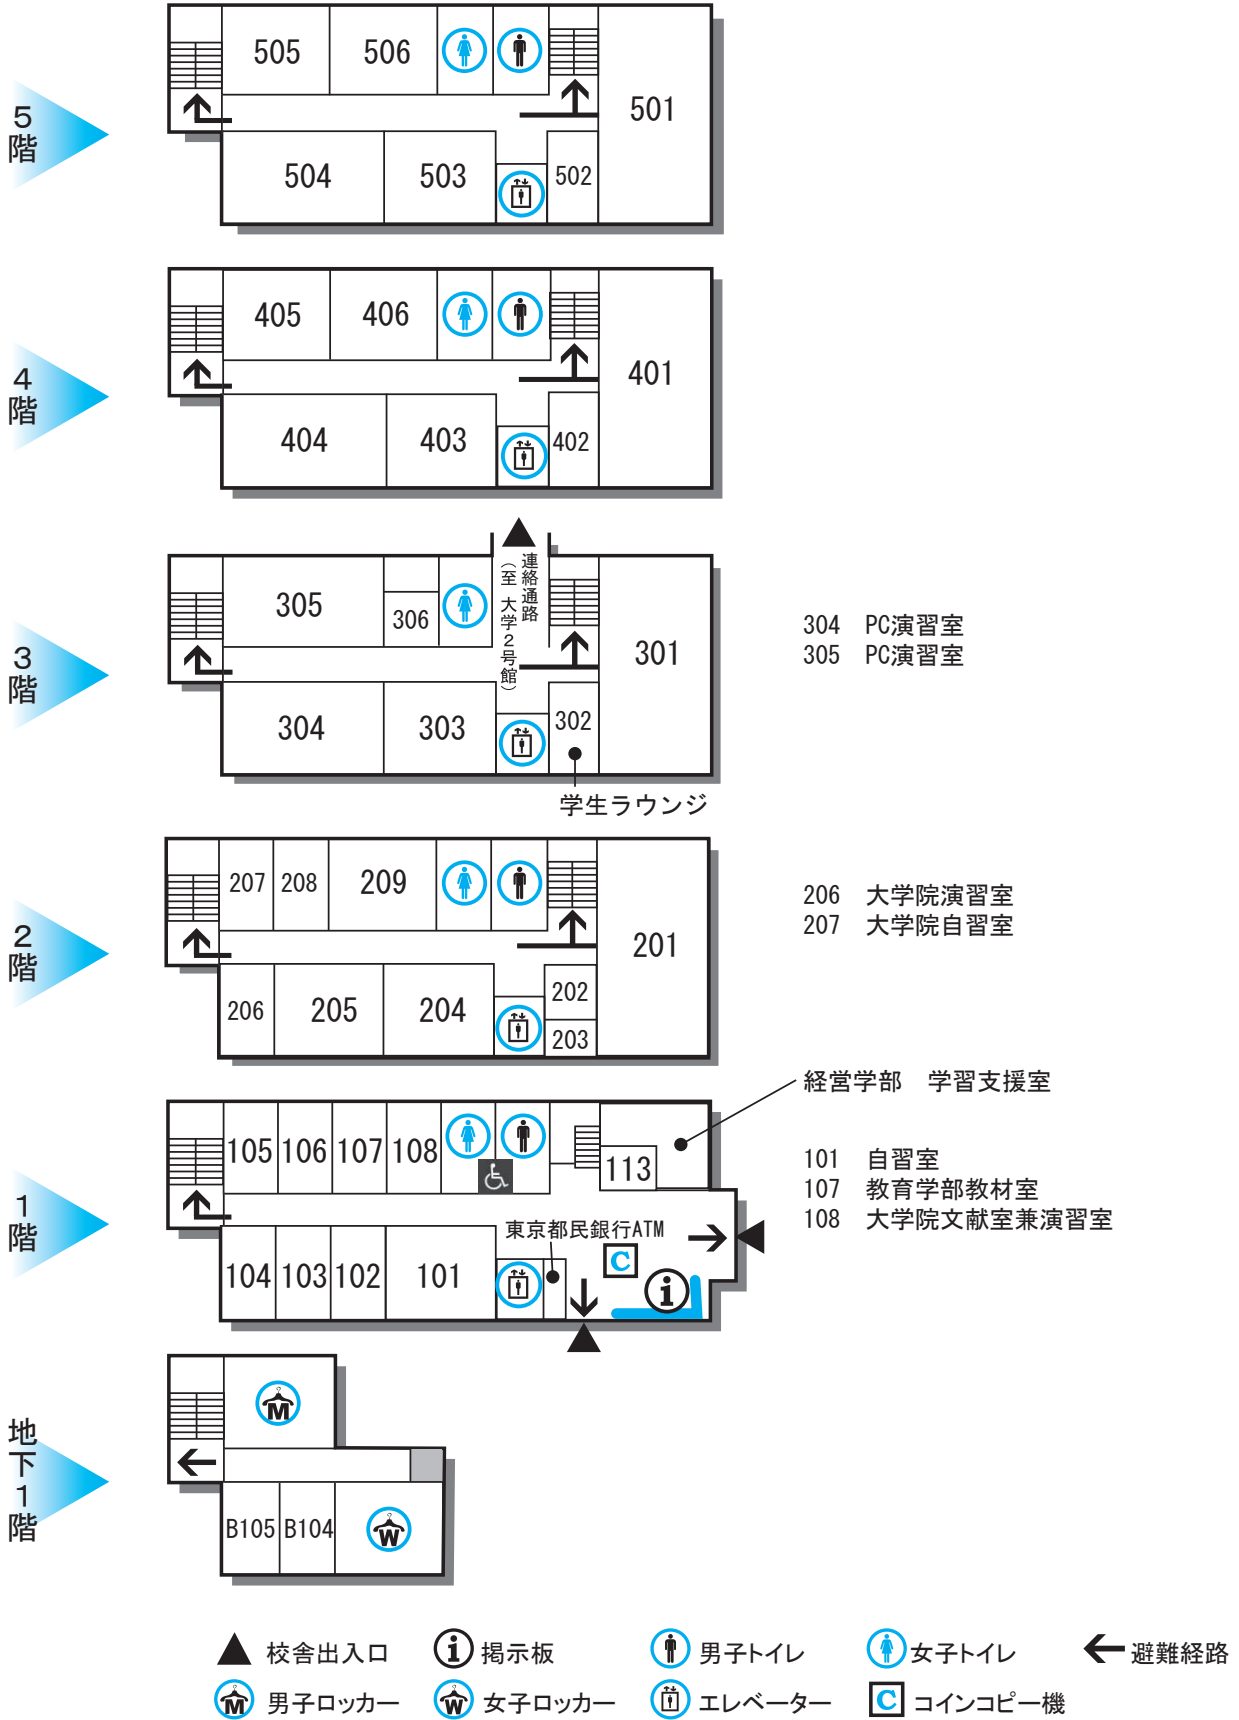 5階
505
506
501
504
503
502
4階
405
406
401
404
403
402
3階
連絡通路
（至 大学2号館）
305
306
301
304
303
302
学生ラウンジ
304 PC演習室
305 PC演習室
2階
207
208
209
201
206
205
204
202
203
206 大学院演習室
207 大学院自習室
1階
経営学部 学習支援室
105
106
107
108
113
東京都民銀行ATM
104
103
102
101
C
i
101 自習室
107 教育学部教材室
108 大学院文献室兼演習室
地下1階
M
B105
B104
W
校舎出入口
i 掲示板
男子トイレ
女子トイレ
避難経路
M 男子ロッカー
W 女子ロッカー
エレベーター
C コインコピー機